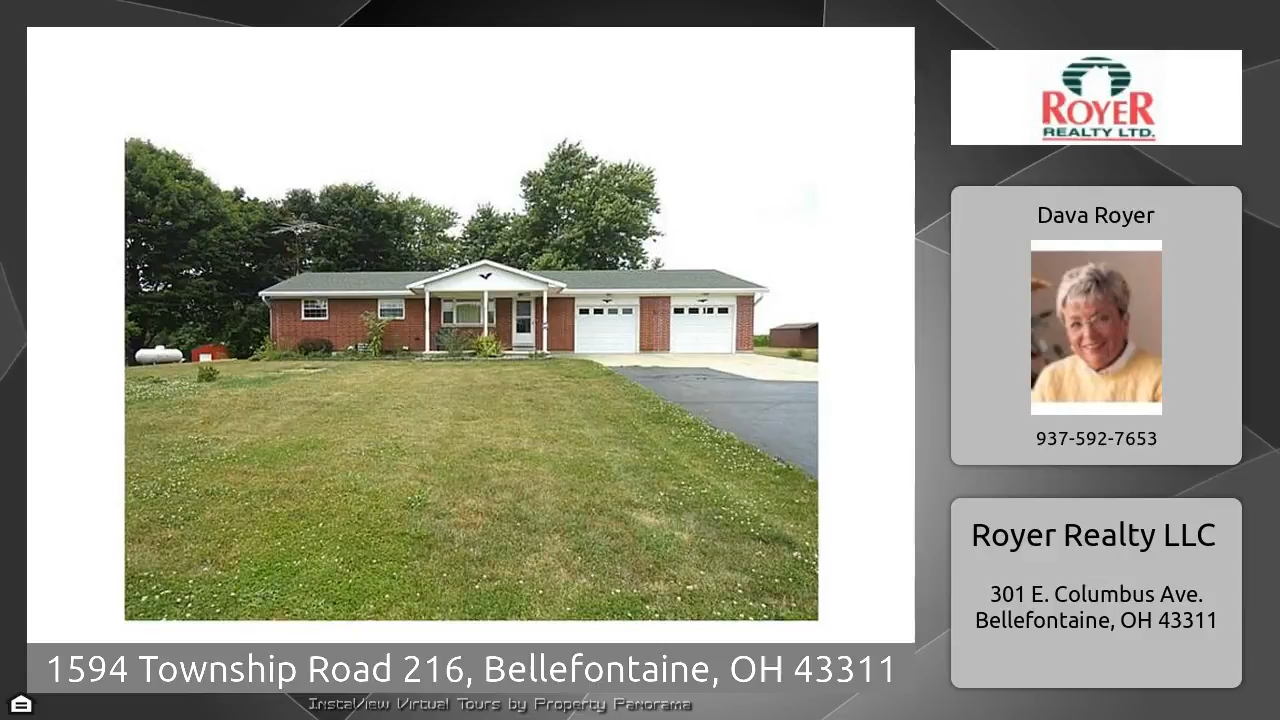 ROYER
REALTY LTD.
Dava Royer
937-592-7653
Royer Realty LLC
301 E. Columbus Ave.
Bellefontaine, OH 43311
1594 Township Road 216, Bellefontaine, OH 43311
InstaView Virtual Tours by Property Panorama